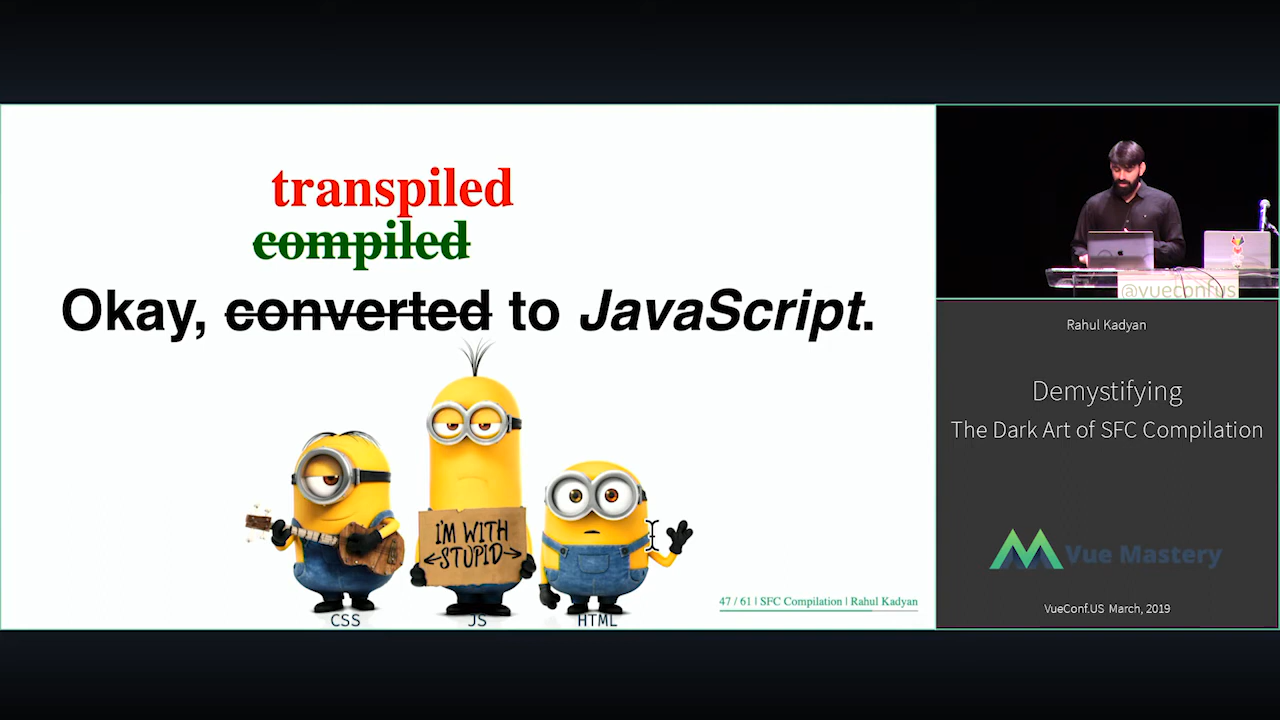 transpiled
compiled
Okay, converted to JavaScript.
I'M WITH
STUPID
CSS
JS
HTML
47 / 61 | SFC Compilation | Rahul Kadyan
@vueconfus
Rahul Kadyan
Demystifying
The Dark Art of SFC Compilation
Vue Mastery
VueConf.US March, 2019